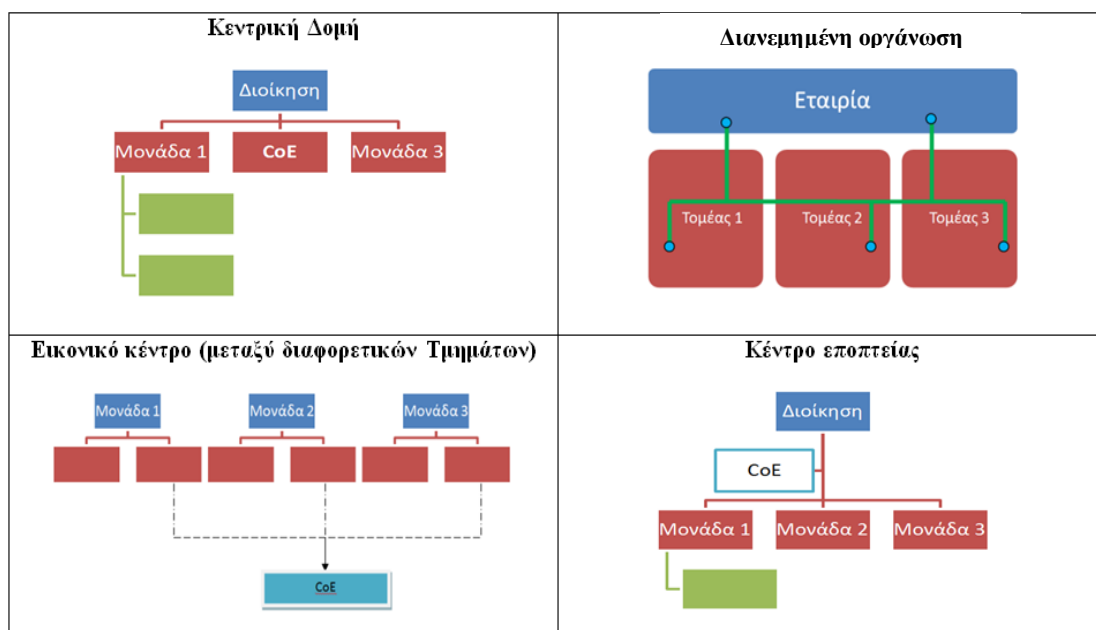 Κεντρική Δομή
Διοίκηση
Μονάδα 1
CoE
Μονάδα 3
Διανεμημένη οργάνωση
Εταιρία
Τομέας 1
Τομέας 2
Τομέας 3
Εικονικό κέντρο (μεταξύ διαφορετικών Τμημάτων)
Μονάδα 1
Μονάδα 2
Μονάδα 3
CoE
Κέντρο εποπτείας
Διοίκηση
CoE
Μονάδα 1
Μονάδα 2
Μονάδα 3